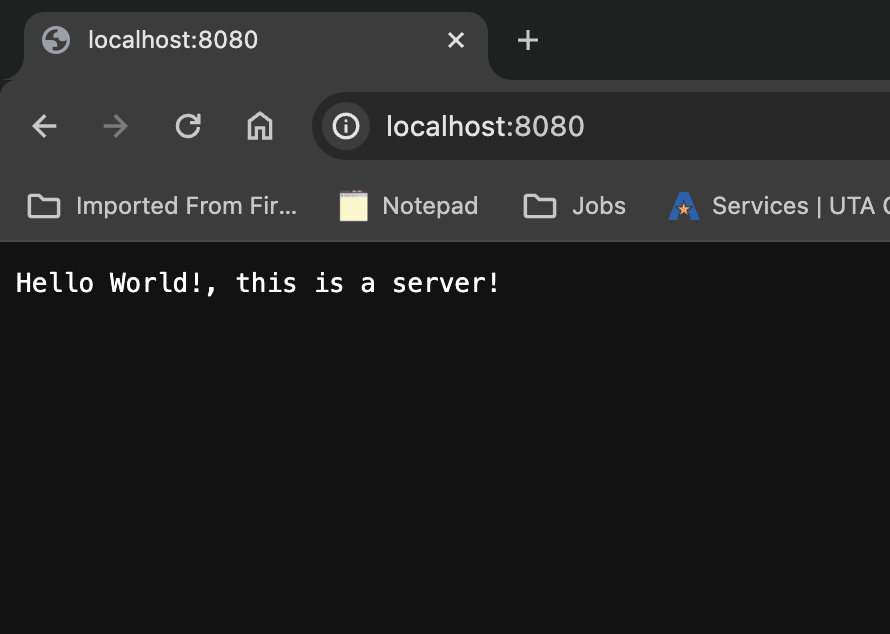 localhost:8080
localhost:8080
Imported From Fir... Notepad Jobs Services | UTA
Hello World!, this is a server!